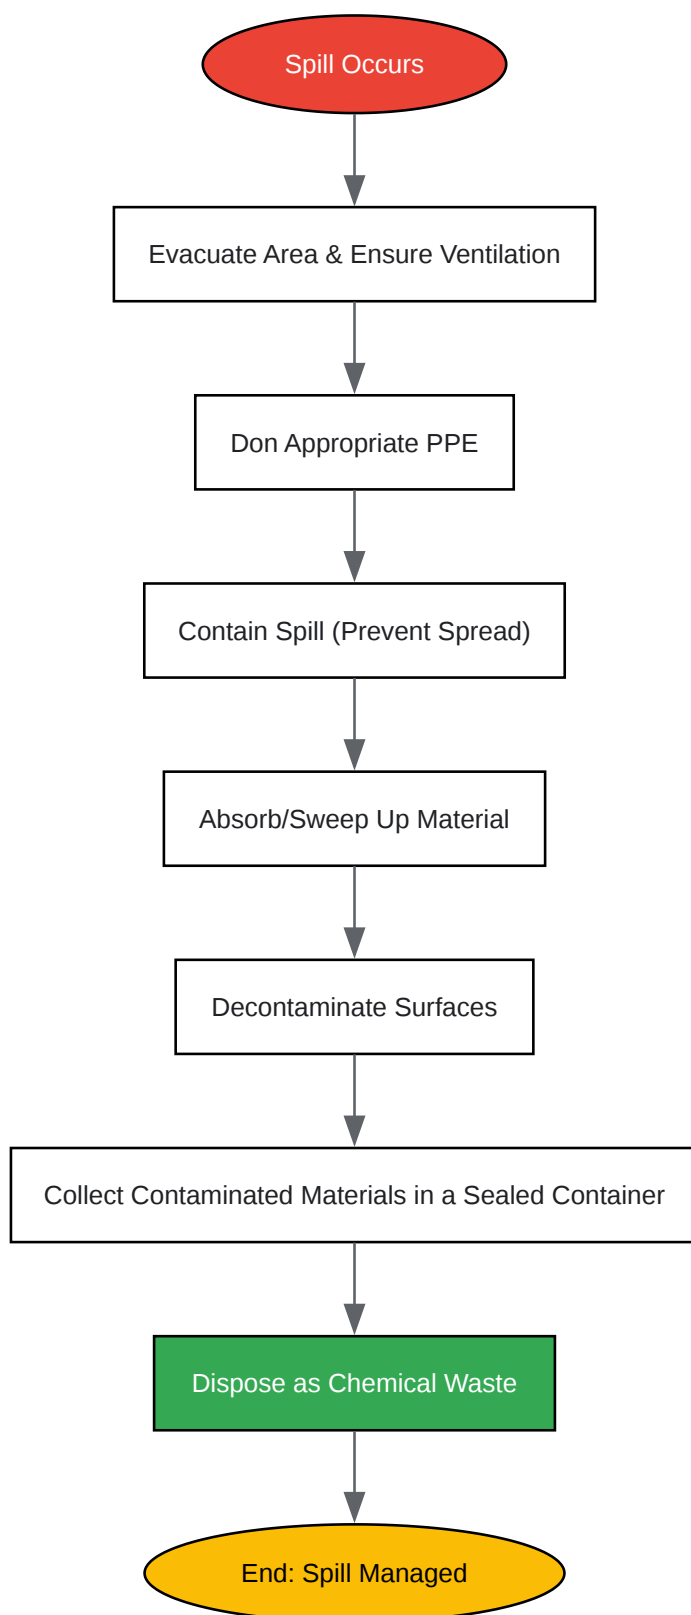 Spill Occurs
Evacuate Area & Ensure Ventilation
Don Appropriate PPE
Contain Spill (Prevent Spread)
Absorb/Sweep Up Material
Decontaminate Surfaces
Collect Contaminated Materials in a Sealed Container
Dispose as Chemical Waste
End: Spill Managed